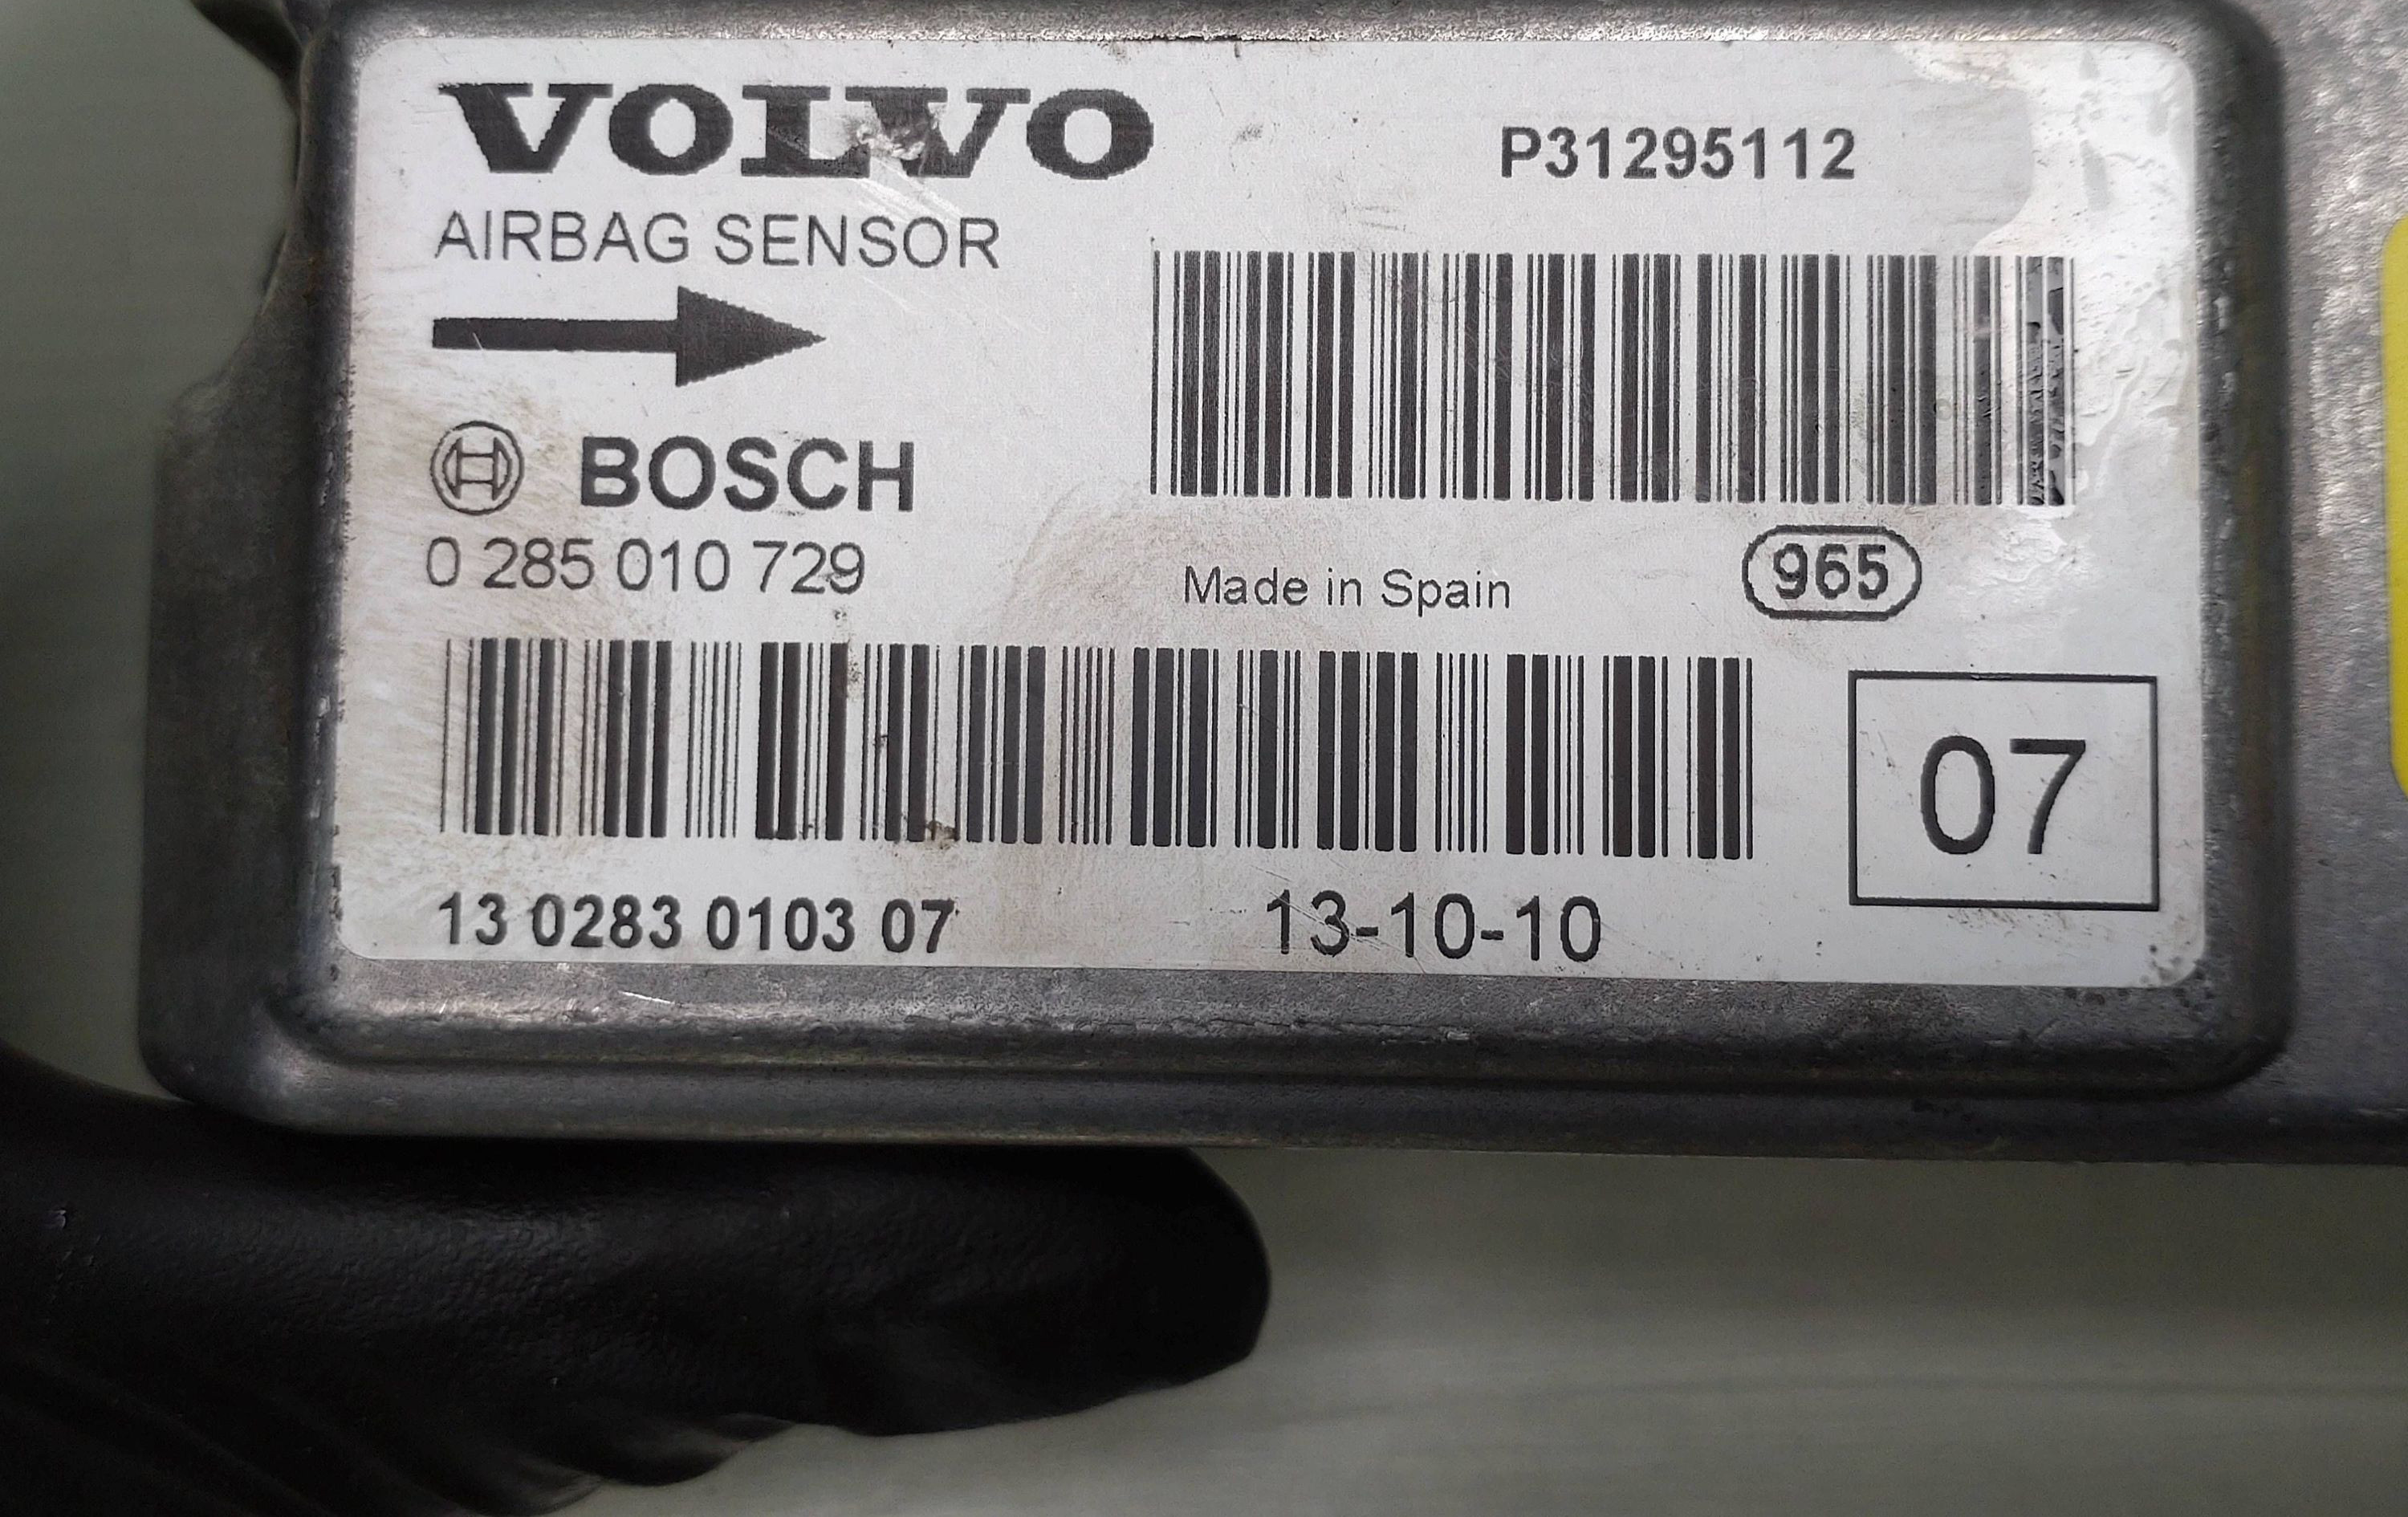 VOLVO
P31295112
AIRBAG SENSOR
BOSCH
0 285 010 729
Made in Spain
965
07
13 0283 0103 07
13-10-10